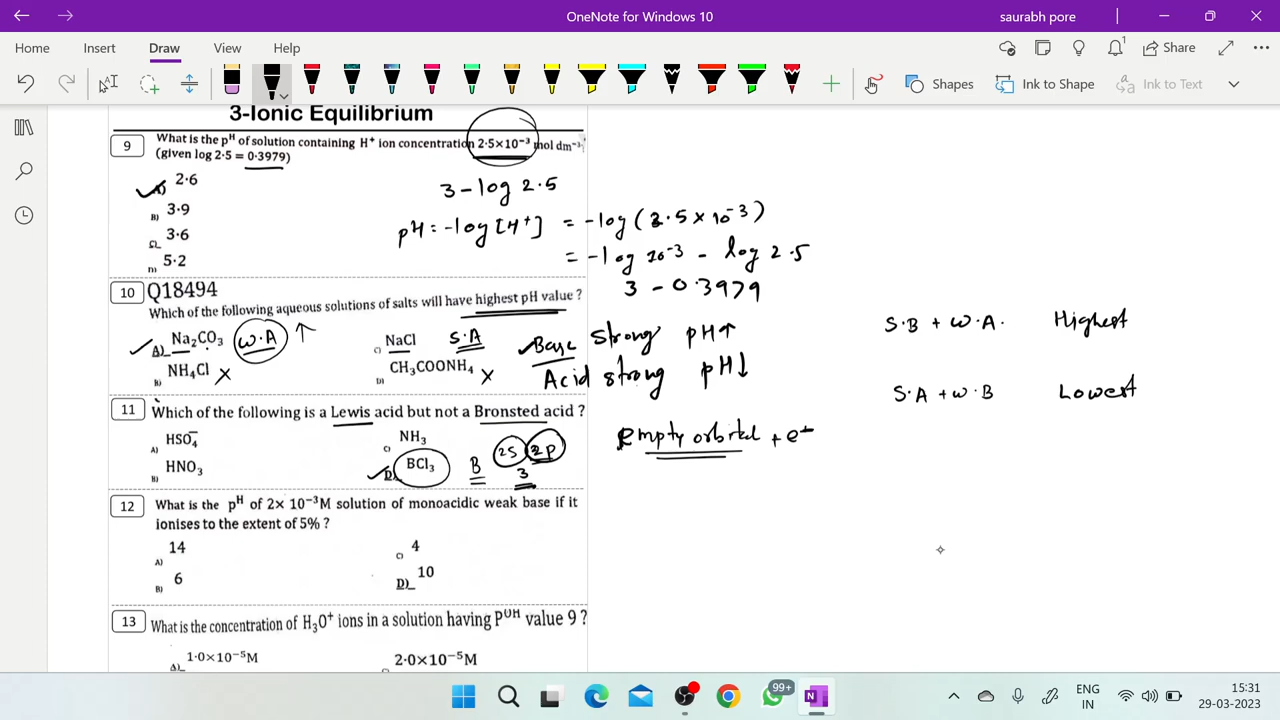 OneNote for Windows 10
saurabh pore
Home Insert Draw View Help
Share
Shapes Ink to Shape Ink to Text
3-Ionic Equilibrium
9 What is the pᴴ of solution containing H⁺ ion concentration 2·5×10⁻³ mol dm⁻³.
(given log 2·5 = 0·3979)
A) 2·6
B) 3·9
C) 3·6
D) 5·2
3 - log 2·5
pH = -log [H⁺] = -log (2.5 × 10⁻³)
= -log 10⁻³ - log 2.5
3 - 0.3979
10 Q18494
Which of the following aqueous solutions of salts will have highest pH value ?
A) Na₂CO₃ W.A ↑
C) NaCl S.A
B) NH₄Cl X
D) CH₃COONH₄ X
Base strong pH↑
Acid strong pH↓
S.B + W.A. Highest
S.A + W.B Lowest
11 Which of the following is a Lewis acid but not a Bronsted acid ?
A) HSO₄⁻
C) NH₃
B) HNO₃
D) BCl₃ B 2S 2p
3
Empty orbital + e⁻
12 What is the pᴴ of 2× 10⁻³M solution of monoacidic weak base if it
ionises to the extent of 5% ?
A) 14
C) 4
B) 6
D) 10
13 What is the concentration of H₃O⁺ ions in a solution having Pᴼᴴ value 9 ?
A) 1·0×10⁻⁵M
2·0×10⁻⁵M
99+
ENG
IN
15:31
29-03-2023